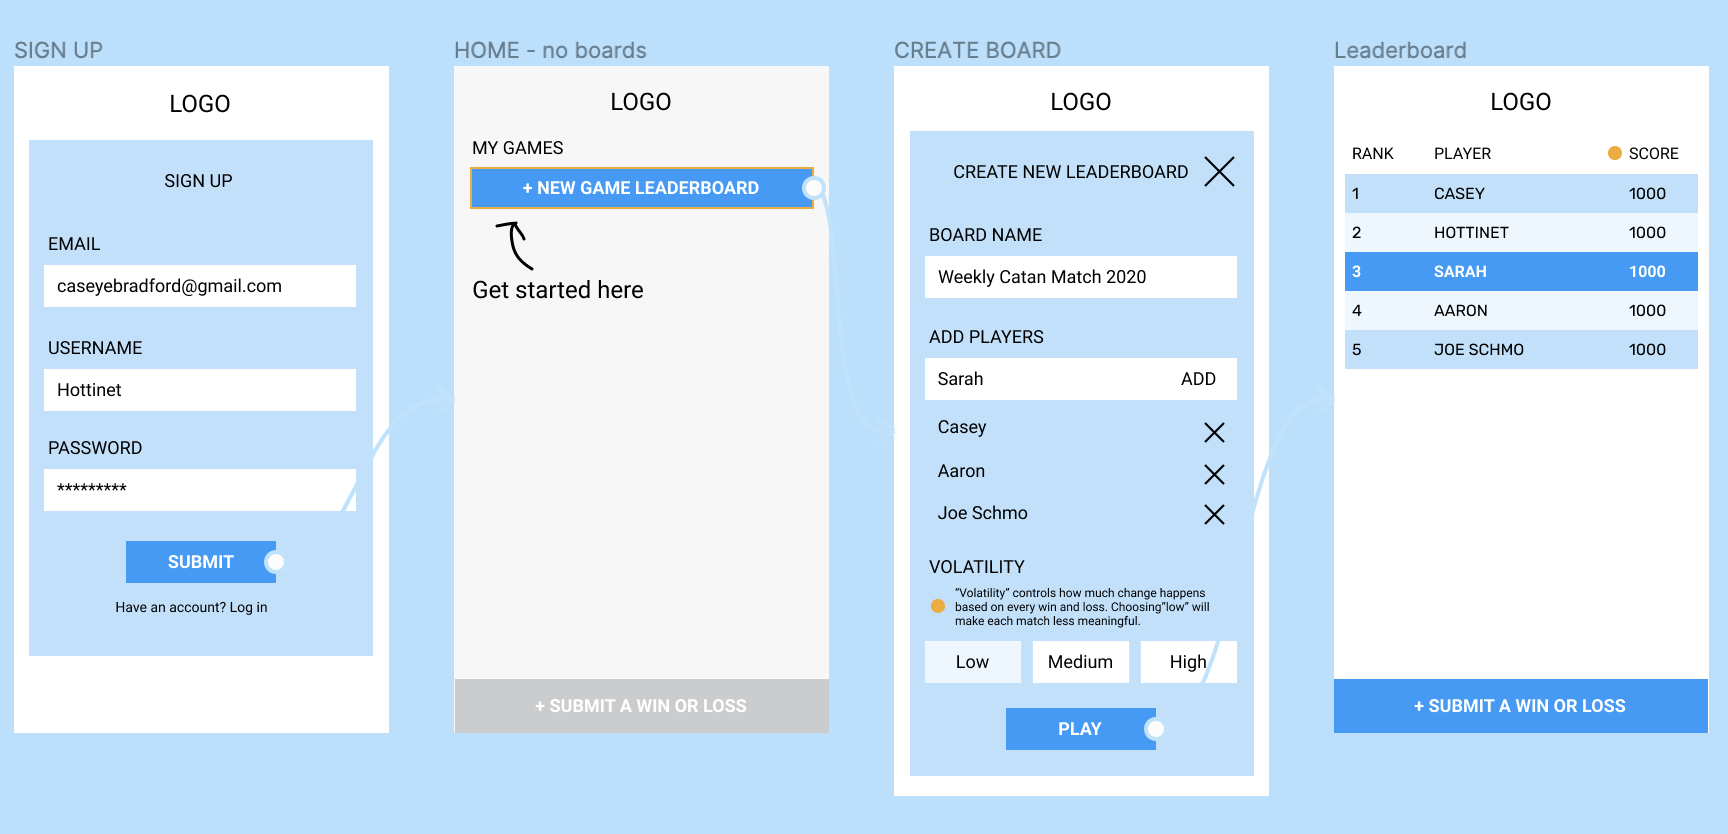 SIGN UP
LOGO
SIGN UP
EMAIL
caseyebradford@gmail.com
USERNAME
Hottinet
PASSWORD
*********
SUBMIT
Have an account? Log in
HOME - no boards
LOGO
MY GAMES
+ NEW GAME LEADERBOARD
Get started here
+ SUBMIT A WIN OR LOSS
CREATE BOARD
LOGO
CREATE NEW LEADERBOARD
BOARD NAME
Weekly Catan Match 2020
ADD PLAYERS
Sarah ADD
Casey
Aaron
Joe Schmo
VOLATILITY
“Volatility” controls how much change happens
based on every win and loss. Choosing”low” will
make each match less meaningful.
Low Medium High
PLAY
Leaderboard
LOGO
RANK PLAYER SCORE
1 CASEY 1000
2 HOTTINET 1000
3 SARAH 1000
4 AARON 1000
5 JOE SCHMO 1000
+ SUBMIT A WIN OR LOSS